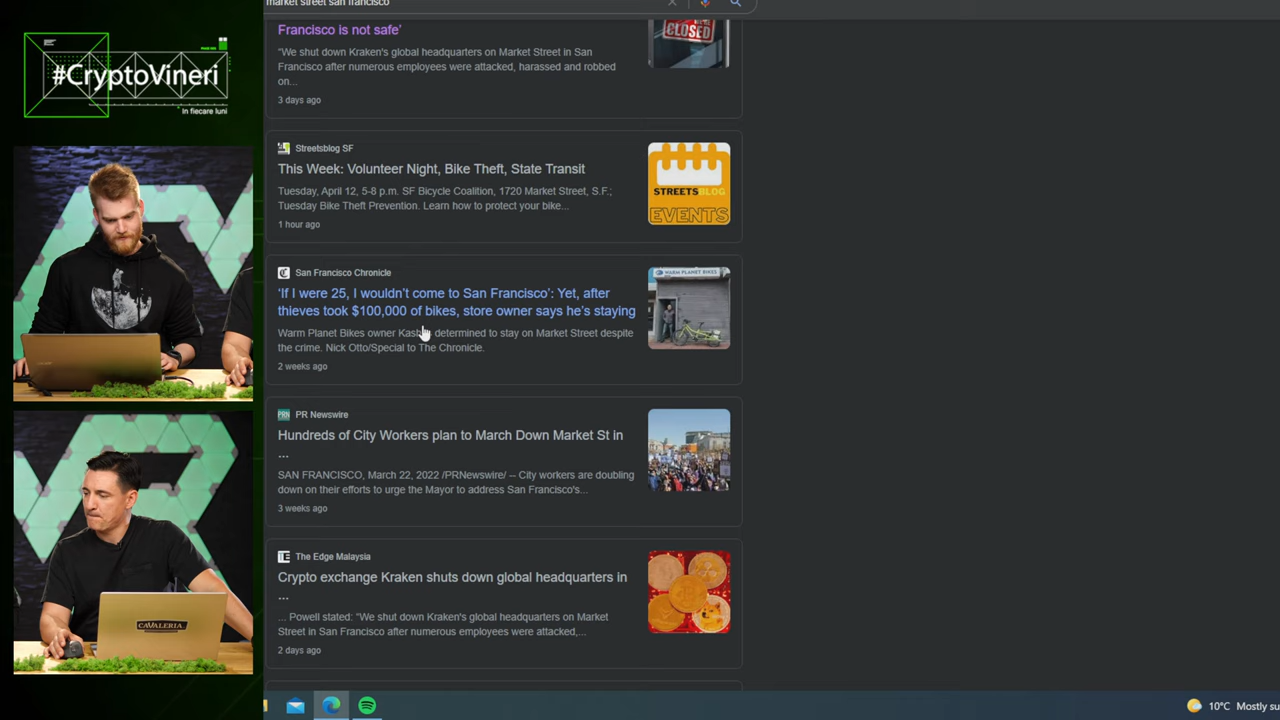 market street san francisco
#CryptoVineri
În fiecare luni
Francisco is not safe'
"We shut down Kraken's global headquarters on Market Street in San
Francisco after numerous employees were attacked, harassed and robbed
on...
3 days ago
CLOSED
Streetsblog SF
This Week: Volunteer Night, Bike Theft, State Transit
Tuesday, April 12, 5-8 p.m. SF Bicycle Coalition, 1720 Market Street, S.F.;
Tuesday Bike Theft Prevention. Learn how to protect your bike...
1 hour ago
STREETSBLOG
EVENTS
San Francisco Chronicle
'If I were 25, I wouldn't come to San Francisco': Yet, after
thieves took $100,000 of bikes, store owner says he's staying
Warm Planet Bikes owner Kash determined to stay on Market Street despite
the crime. Nick Otto/Special to The Chronicle.
2 weeks ago
WARM PLANET BIKES
PRN PR Newswire
Hundreds of City Workers plan to March Down Market St in
...
SAN FRANCISCO, March 22, 2022 /PRNewswire/ -- City workers are doubling
down on their efforts to urge the Mayor to address San Francisco's...
3 weeks ago
The Edge Malaysia
Crypto exchange Kraken shuts down global headquarters in
...
... Powell stated: "We shut down Kraken's global headquarters on Market
Street in San Francisco after numerous employees were attacked,...
2 days ago
CAVALERIA
10°C Mostly su